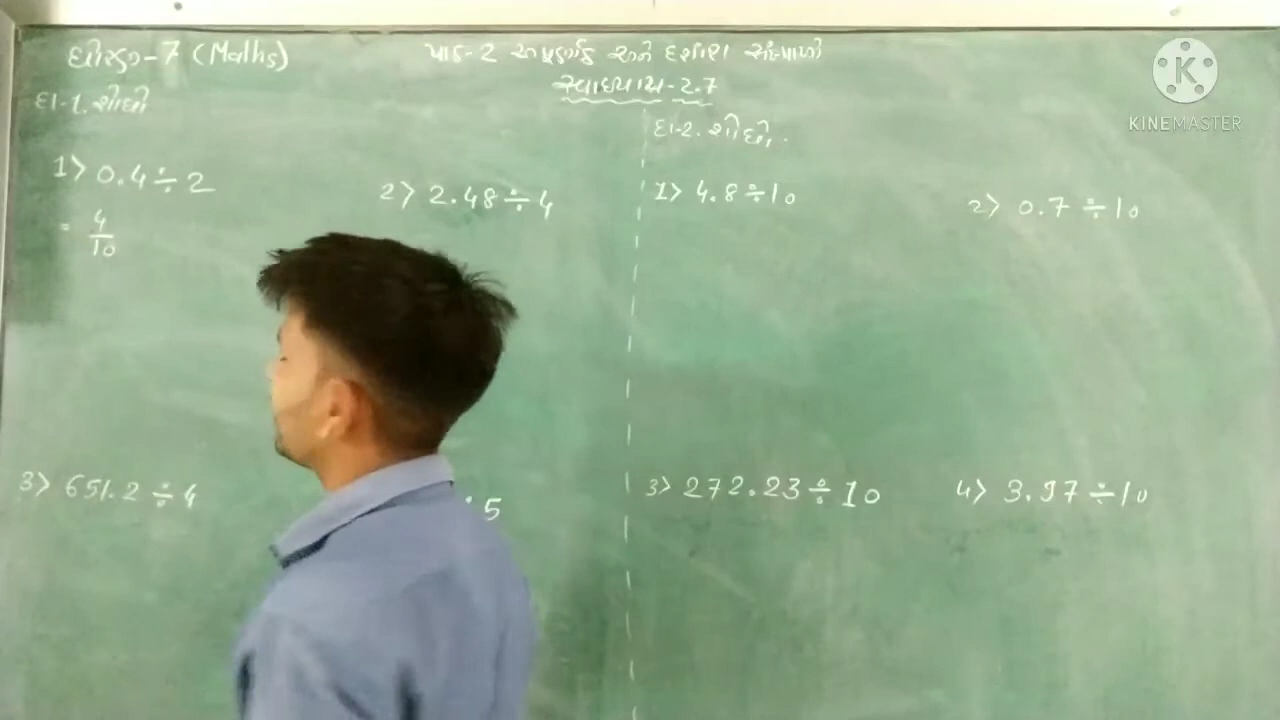 ધોરણ-7 (Maths)
પાઠ-2 અપૂર્ણાંક અને દશાંશ સંખ્યાઓ
સ્વાધ્યાય-2.7
દા-1. શોધો
1> 0.4÷2
= 4/10
2> 2.48÷4
3> 651.2÷4
5
દા-2. શોધો.
1> 4.8÷10
2> 0.7÷10
3> 272.23÷10
4> 3.97÷10
K
KINEMASTER